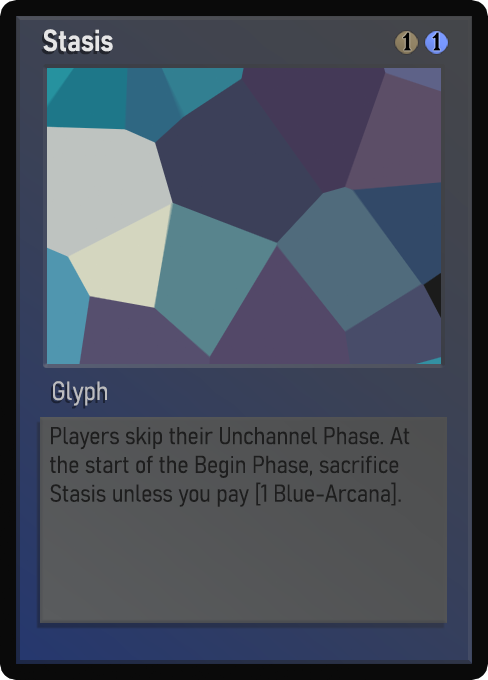 Stasis 1 1
Glyph
Players skip their Unchannel Phase. At
the start of the Begin Phase, sacrifice
Stasis unless you pay [1 Blue-Arcana].